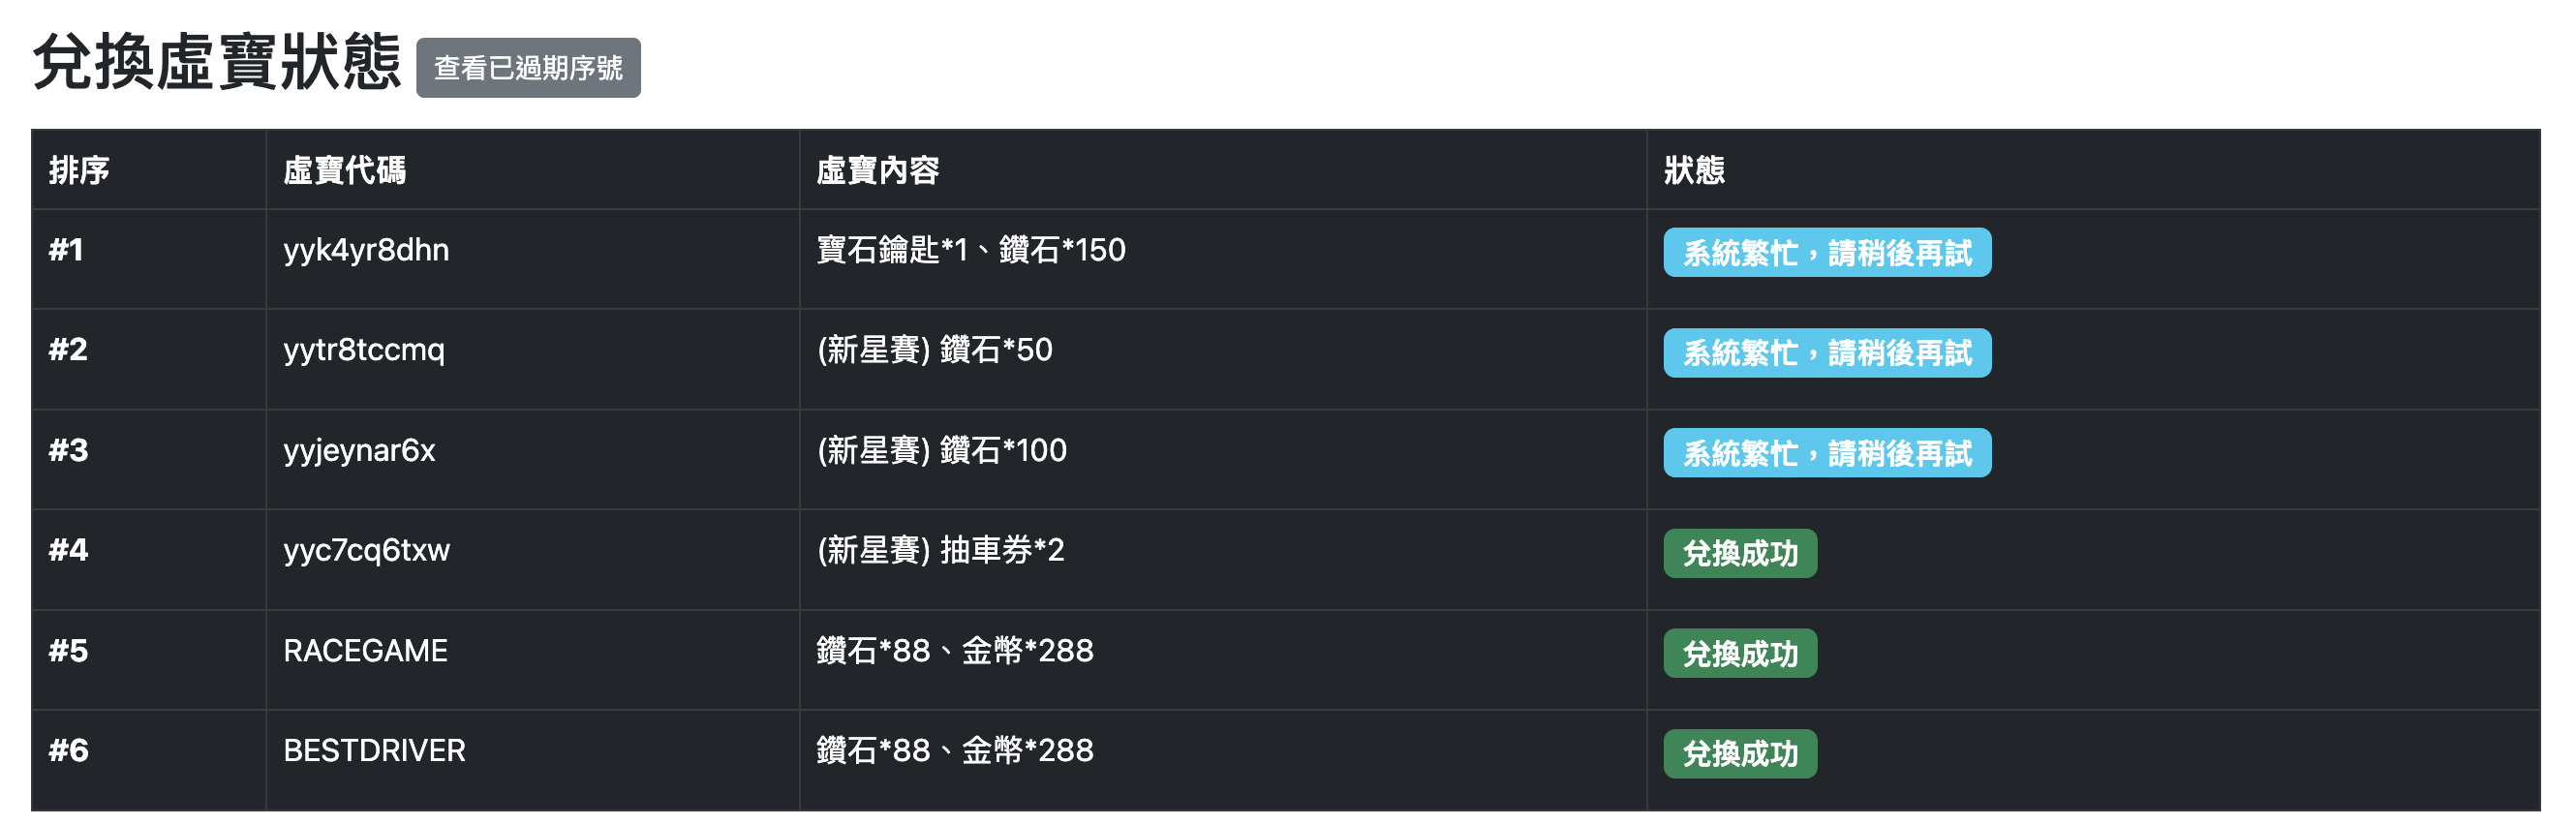 兌換虛寶狀態 查看已過期序號
排序 虛寶代碼 虛寶內容 狀態
#1 yyk4yr8dhn 寶石鑰匙*1、鑽石*150 系統繁忙，請稍後再試
#2 yytr8tccmq (新星賽) 鑽石*50 系統繁忙，請稍後再試
#3 yyjeynar6x (新星賽) 鑽石*100 系統繁忙，請稍後再試
#4 yyc7cq6txw (新星賽) 抽車券*2 兌換成功
#5 RACEGAME 鑽石*88、金幣*288 兌換成功
#6 BESTDRIVER 鑽石*88、金幣*288 兌換成功